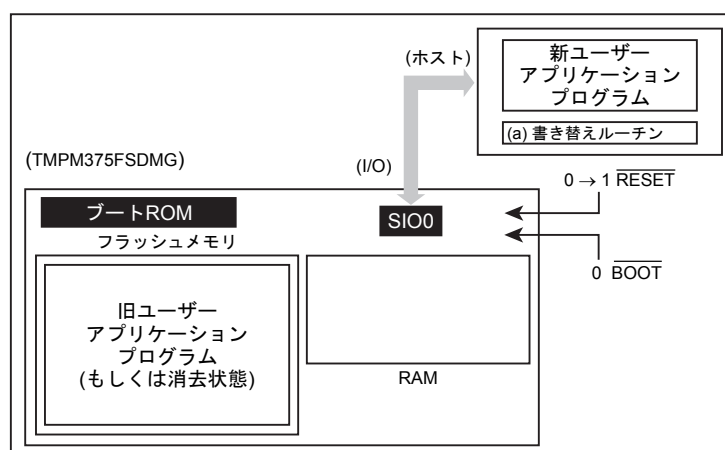 (ホスト)
新ユーザー
アプリケーション
プログラム
(a) 書き替えルーチン
(TMPM375FSDMG)
(I/O)
0 → 1 RESET
ブートROM
SIO0
フラッシュメモリ
0 BOOT
旧ユーザー
アプリケーション
プログラム
(もしくは消去状態)
RAM